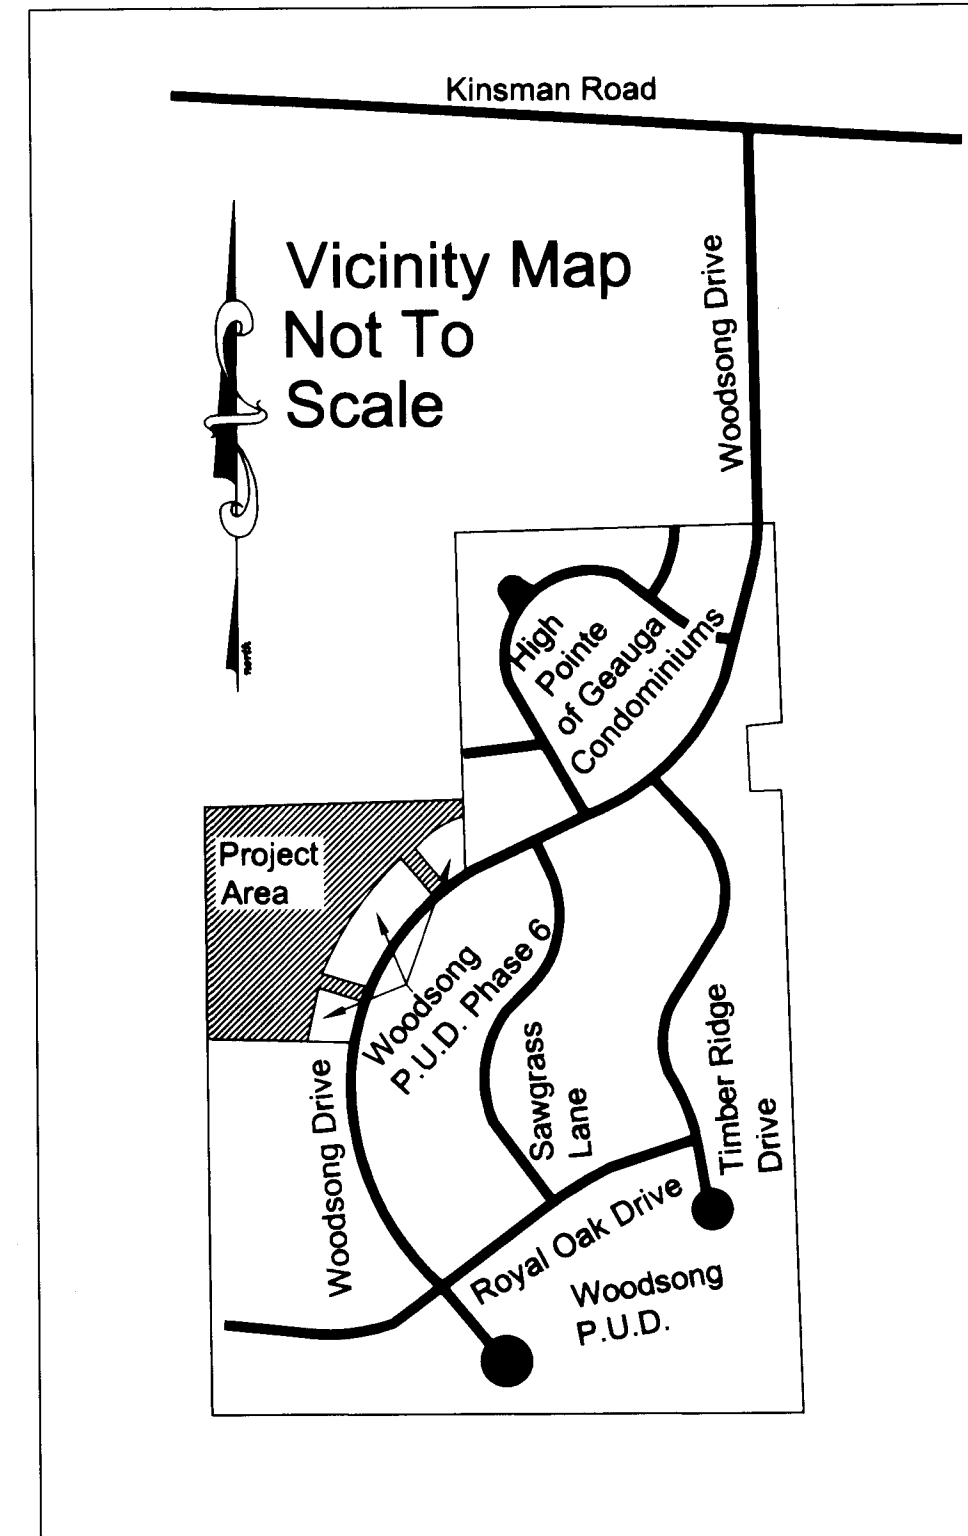 Kinsman Road
Vicinity Map
Not To
Scale
Woodsong Drive
north
High
Pointe
of Geauga
Condominiums
Project
Area
Woodsong
P.U.D. Phase 6
Woodsong Drive
Sawgrass
Lane
Timber Ridge
Drive
Royal Oak Drive
Woodsong
P.U.D.